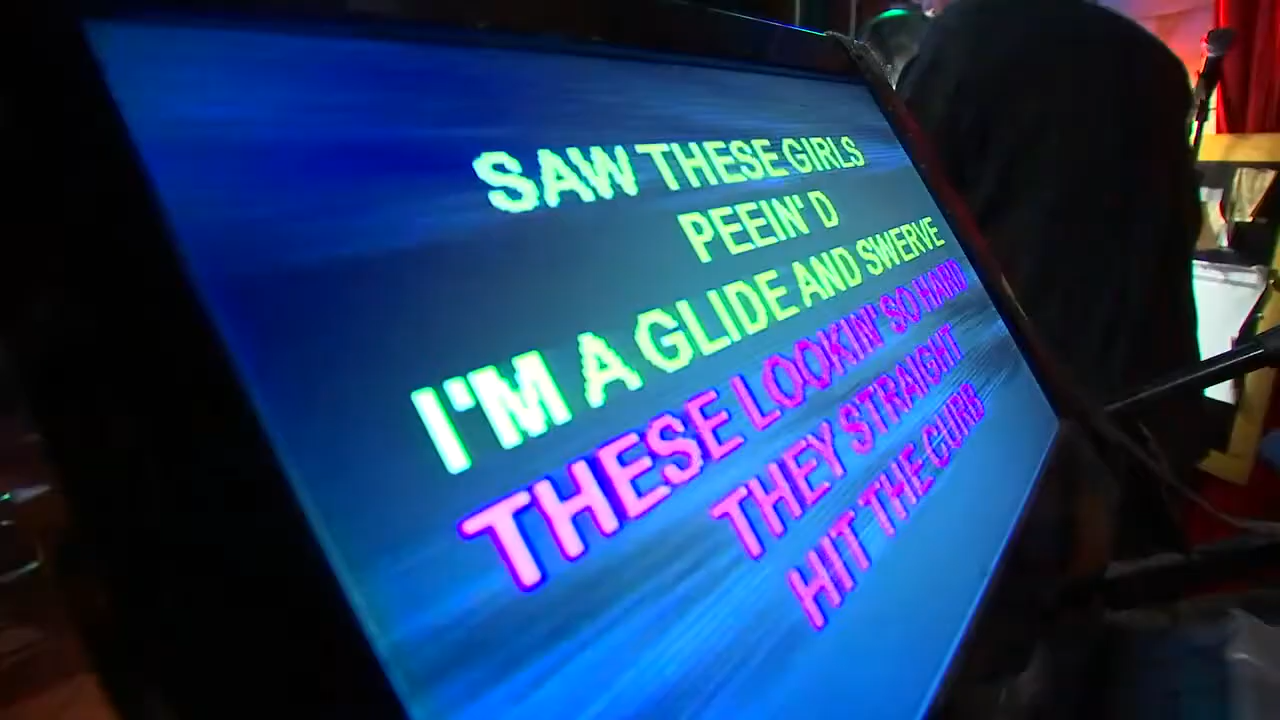 SAW THESE GIRLS
PEEIN' D
I'M A GLIDE AND SWERVE
THESE LOOKIN' SO HARD
THEY STRAIGHT
HIT THE CURB